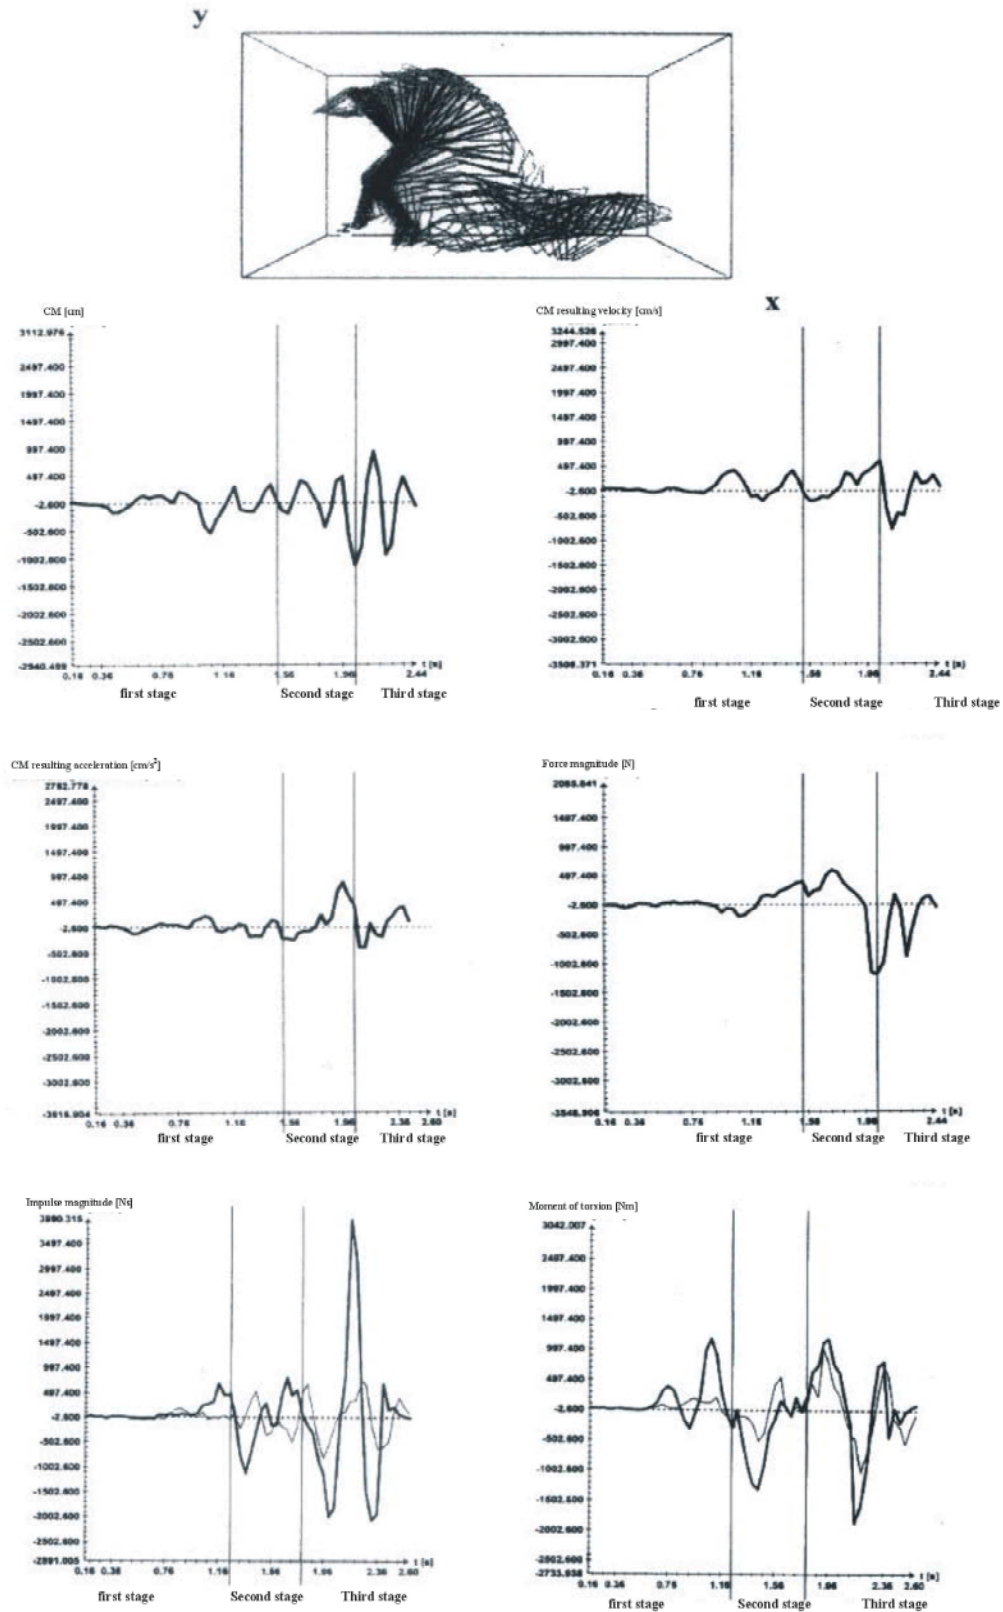 y
z
x
CM [cm]
3112.976
2497.400
1997.400
1497.400
997.400
497.400
-2.600
-502.600
-1002.600
-1502.600
-2002.600
-2502.600
-2940.499
0.16 0.36 0.76 1.16 1.56 1.96 2.44
t [s]
first stage Second stage Third stage
CM resulting velocity [cm/s]
3244.526
2997.400
2497.400
1997.400
1497.400
997.400
497.400
-2.600
-502.600
-1002.600
-1502.600
-2002.600
-2502.600
-3002.600
-3508.371
0.16 0.36 0.76 1.16 1.56 1.96 2.44
t [s]
first stage Second stage Third stage
CM resulting acceleration [cm/s²]
2782.778
2497.400
1997.400
1497.400
997.400
497.400
-2.600
-502.600
-1002.600
-1502.600
-2002.600
-2502.600
-3002.600
0.16 0.36 0.76 1.16 1.56 1.96 2.36 2.60
t [s]
first stage Second stage Third stage
Force magnitude [N]
1497.400
997.400
497.400
-2.600
-502.600
-1002.600
-1502.600
-2002.600
-2502.600
-3002.600
0.16 0.36 0.76 1.16 1.56 1.96 2.44
t [s]
first stage Second stage Third stage
Impulse magnitude [Ns]
3990.315
3497.400
2997.400
2497.400
1997.400
1497.400
997.400
497.400
-2.600
-502.600
-1002.600
-1502.600
-2002.600
-2502.600
-2891.005
0.16 0.36 0.76 1.16 1.56 1.96 2.36 2.60
t [s]
first stage Second stage Third stage
Moment of torsion [Nm]
3042.007
2497.400
1997.400
1497.400
997.400
497.400
-2.600
-502.600
-1002.600
-1502.600
-2002.600
-2502.600
-2733.938
0.16 0.36 0.76 1.16 1.56 1.96 2.36 2.60
t [s]
first stage Second stage Third stage